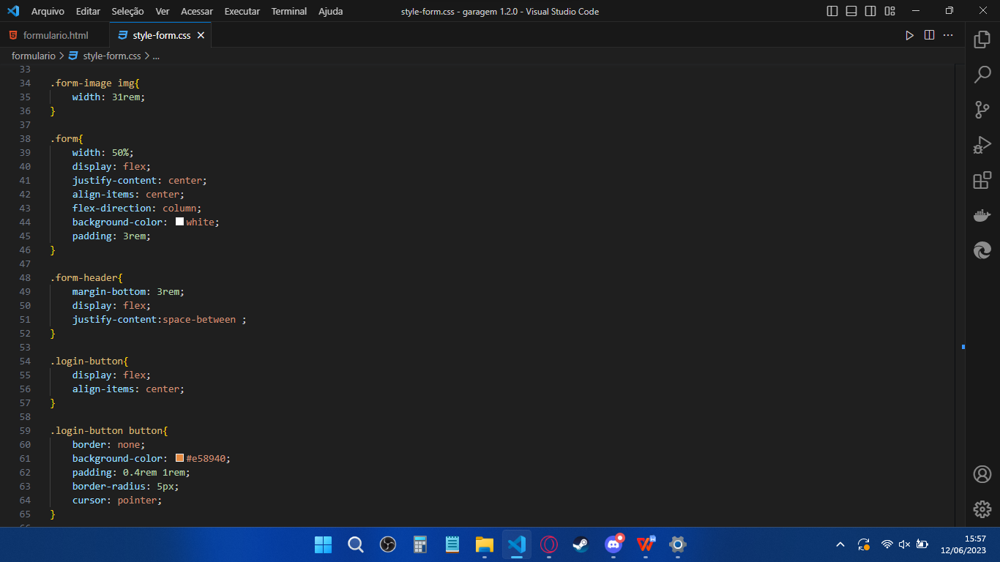 Arquivo Editar Seleção Ver Acessar Executar Terminal Ajuda style-form.css - garagem 1.2.0 - Visual Studio Code
formulario.html style-form.css
formulario > style-form.css > ...
33
34 .form-image img{
35 width: 31rem;
36 }
37
38 .form{
39 width: 50%;
40 display: flex;
41 justify-content: center;
42 align-items: center;
43 flex-direction: column;
44 background-color: white;
45 padding: 3rem;
46 }
47
48 .form-header{
49 margin-bottom: 3rem;
50 display: flex;
51 justify-content:space-between ;
52 }
53
54 .login-button{
55 display: flex;
56 align-items: center;
57 }
58
59 .login-button button{
60 border: none;
61 background-color: #e58940;
62 padding: 0.4rem 1rem;
63 border-radius: 5px;
64 cursor: pointer;
65 }
15:57
12/06/2023